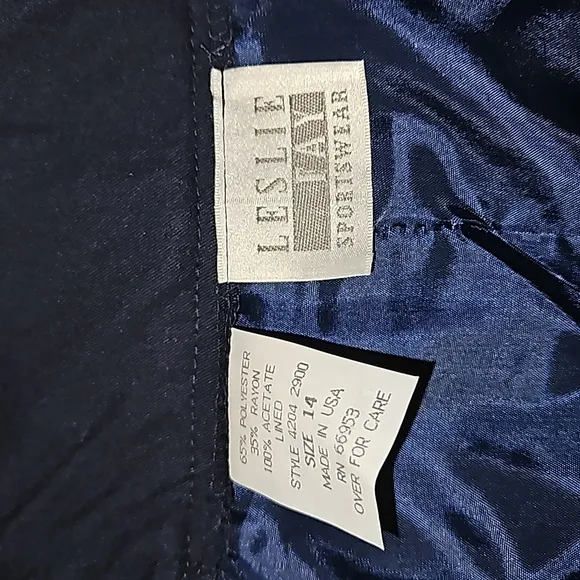 LESLIE
FAY
SPORTSWEAR
65% POLYESTER
35% RAYON
100% ACETATE
LINED
STYLE 4204 2900
SIZE 14
MADE IN USA
RN 66953
OVER FOR CARE